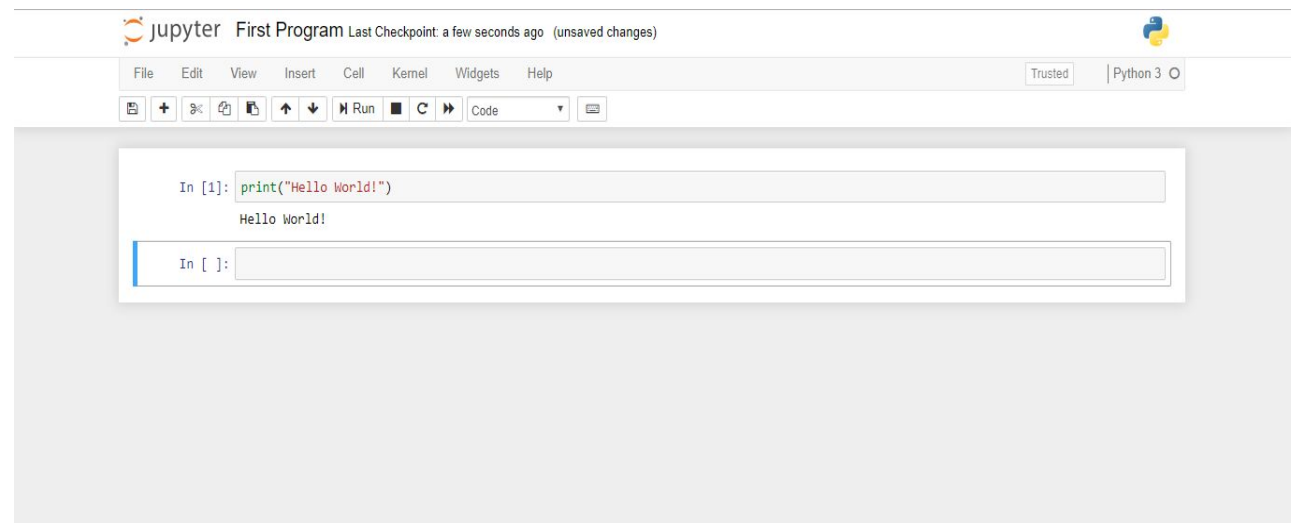 jupyter First Program Last Checkpoint: a few seconds ago (unsaved changes)
File Edit View Insert Cell Kernel Widgets Help Trusted Python 3
Run Code
In [1]: print("Hello World!")
Hello World!
In [ ]: